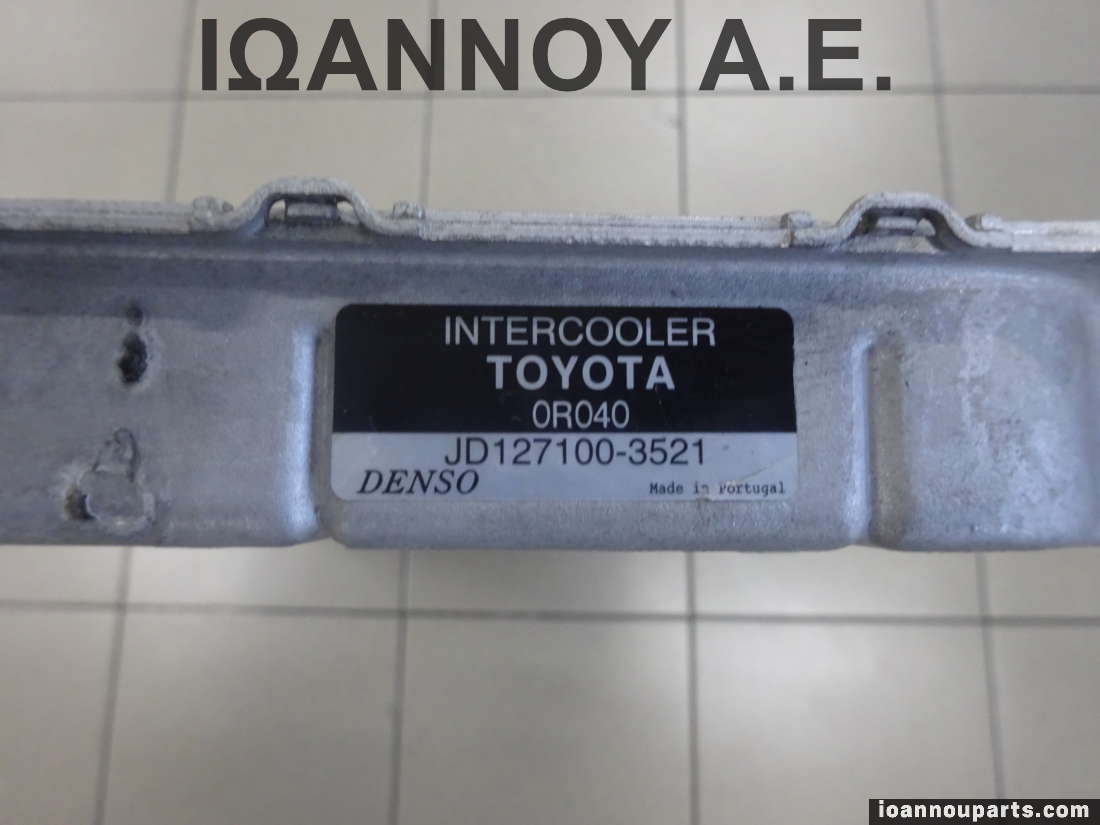 ΙΩΑΝΝΟΥ Α.Ε.
INTERCOOLER
TOYOTA
0R040
JD127100-3521
DENSO
Made in Portugal
ioannouparts.com